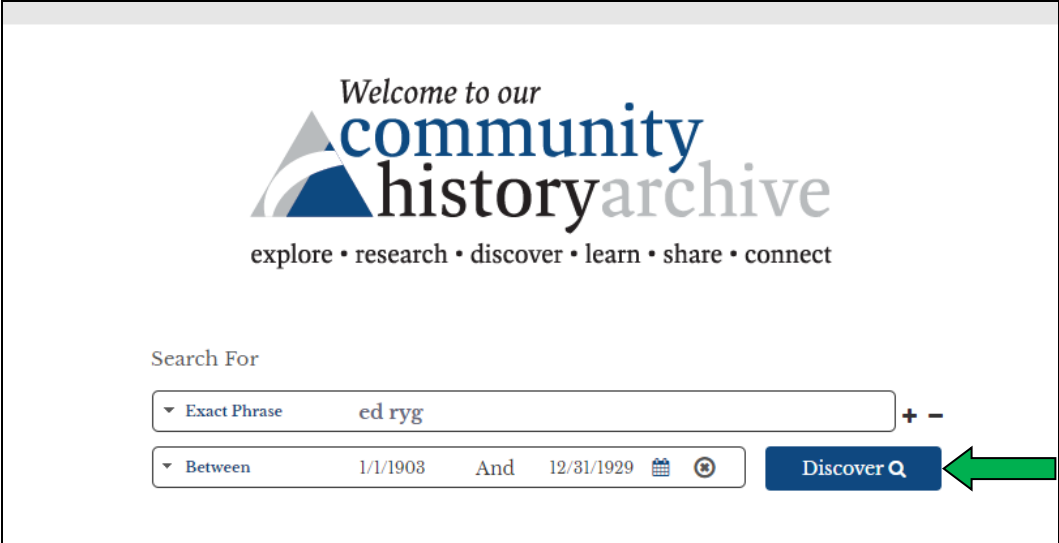 Welcome to our
community
historyarchive
explore • research • discover • learn • share • connect
Search For
Exact Phrase ed ryg
Between 1/1/1903 And 12/31/1929 Discover